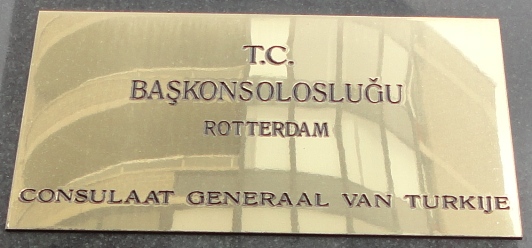 T.C.
BAŞKONSOLOSLUĞU
ROTTERDAM
CONSULAAT GENERAAL VAN TURKIJE